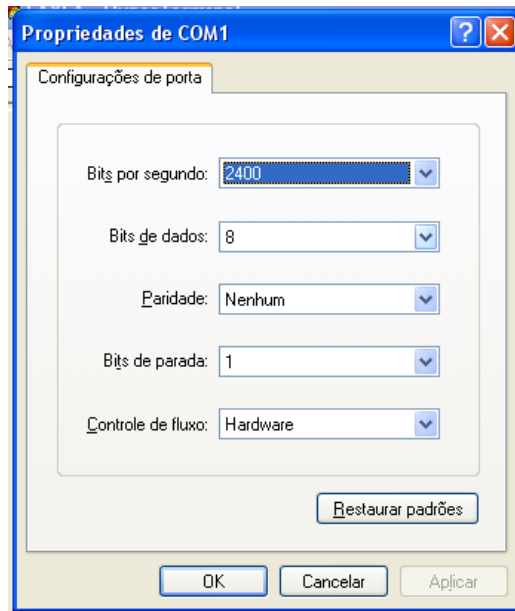 Propriedades de COM1
Configurações de porta
Bits por segundo: 2400
Bits de dados: 8
Paridade: Nenhum
Bits de parada: 1
Controle de fluxo: Hardware
Restaurar padrões
OK Cancelar Aplicar